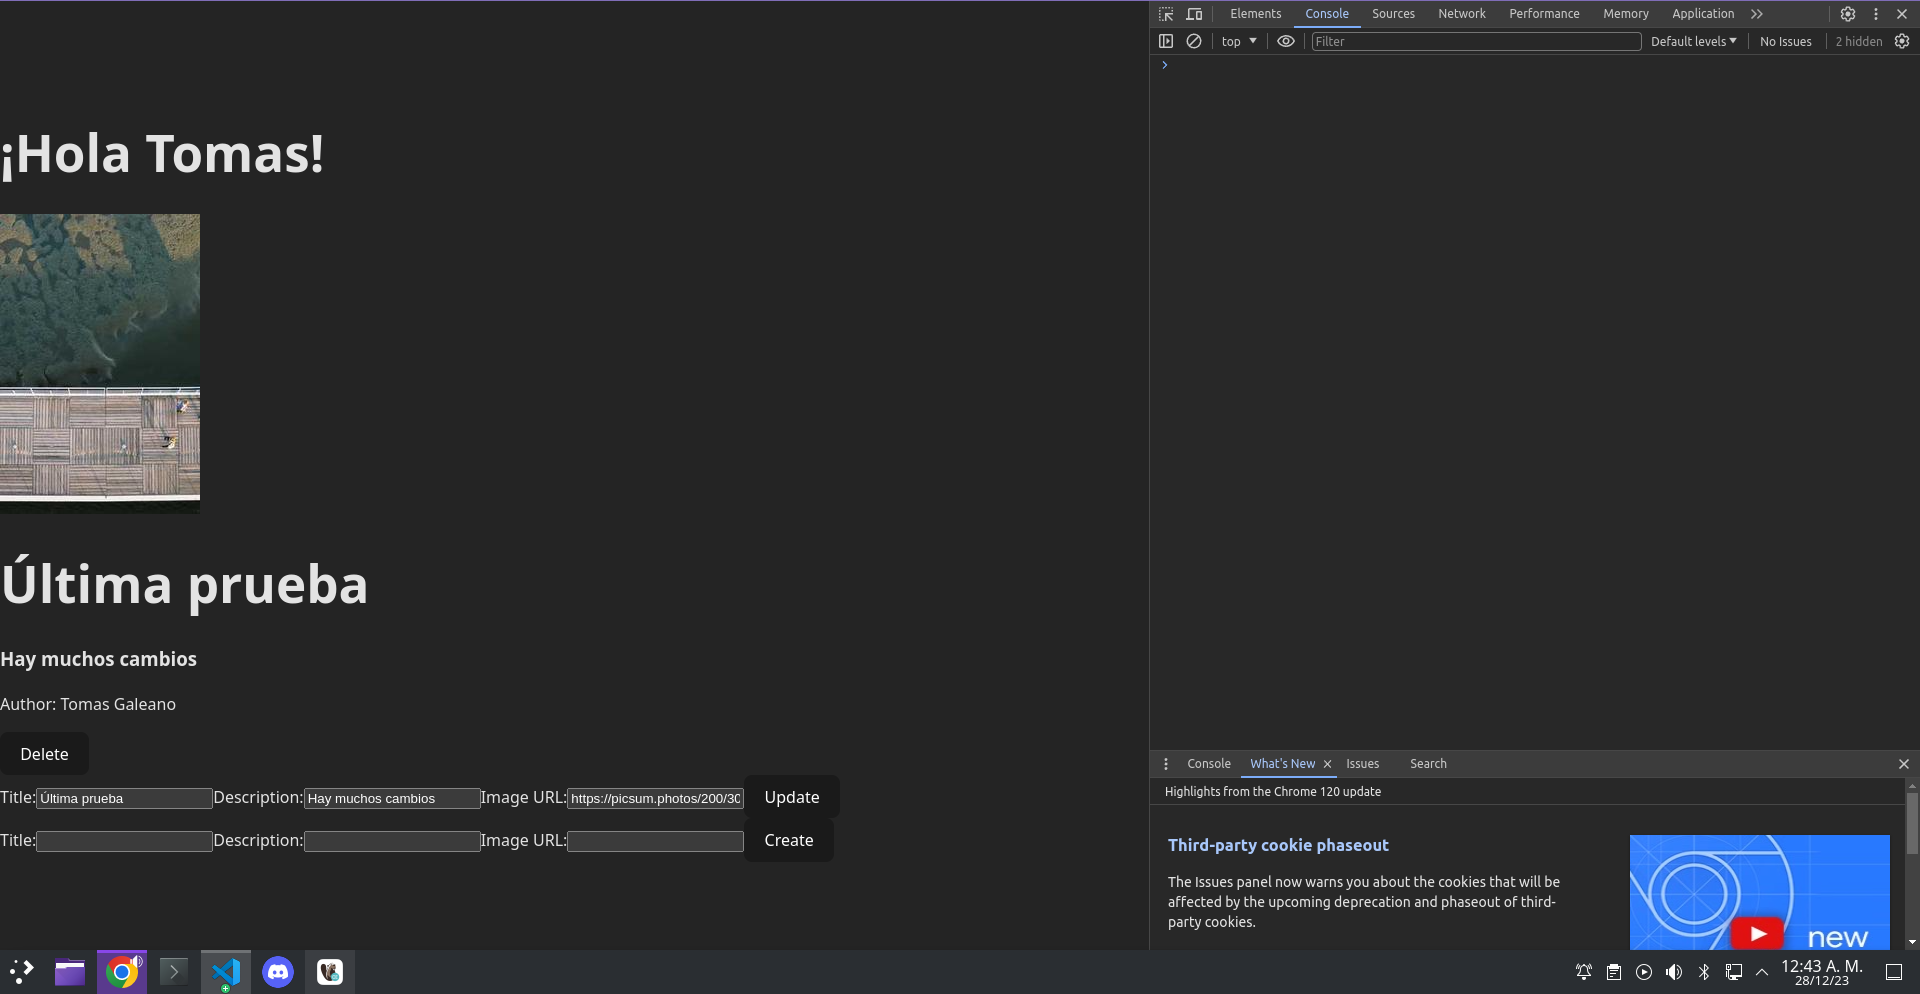 Elements Console Sources Network Performance Memory Application
top Filter Default levels No Issues 2 hidden
¡Hola Tomas!
Última prueba
Hay muchos cambios
Author: Tomas Galeano
Delete
Title: Última prueba Description: Hay muchos cambios Image URL: https://picsum.photos/200/30 Update
Title: Description: Image URL: Create
Console What's New Issues Search
Highlights from the Chrome 120 update
Third-party cookie phaseout
The Issues panel now warns you about the cookies that will be
affected by the upcoming deprecation and phaseout of third-
party cookies.
new
12:43 A. M.
28/12/23